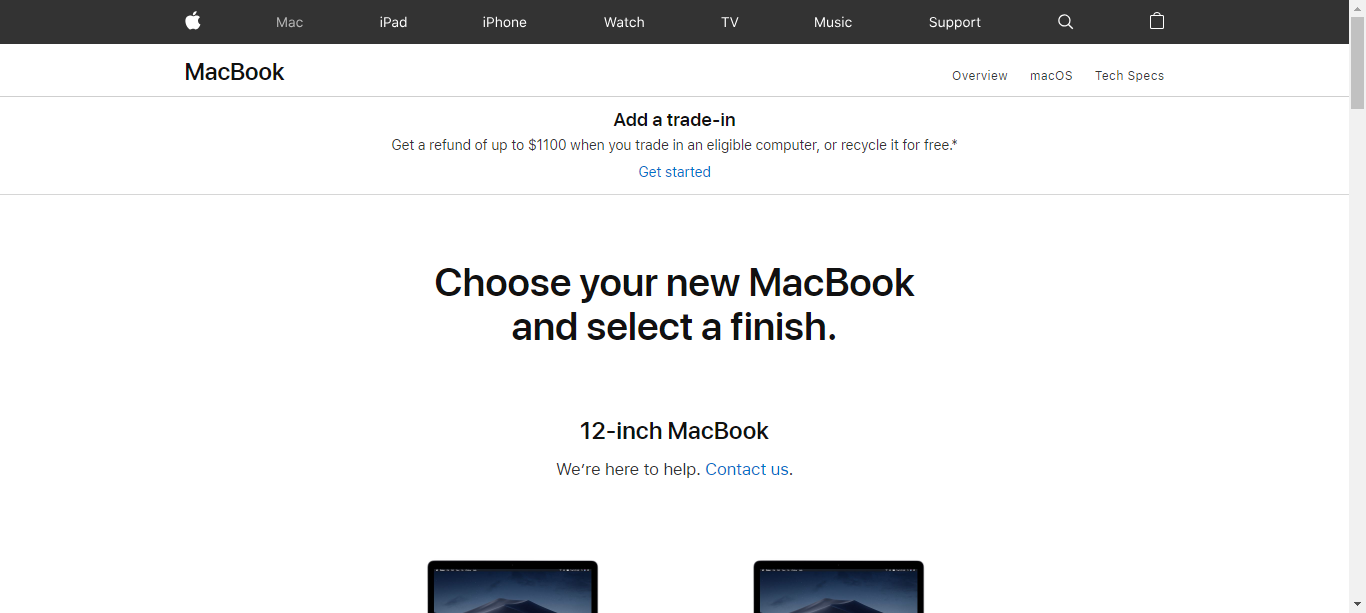 Mac iPad iPhone Watch TV Music Support
MacBook
Overview macOS Tech Specs
Add a trade-in
Get a refund of up to $1100 when you trade in an eligible computer, or recycle it for free.*
Get started
Choose your new MacBook
and select a finish.
12-inch MacBook
We’re here to help. Contact us.